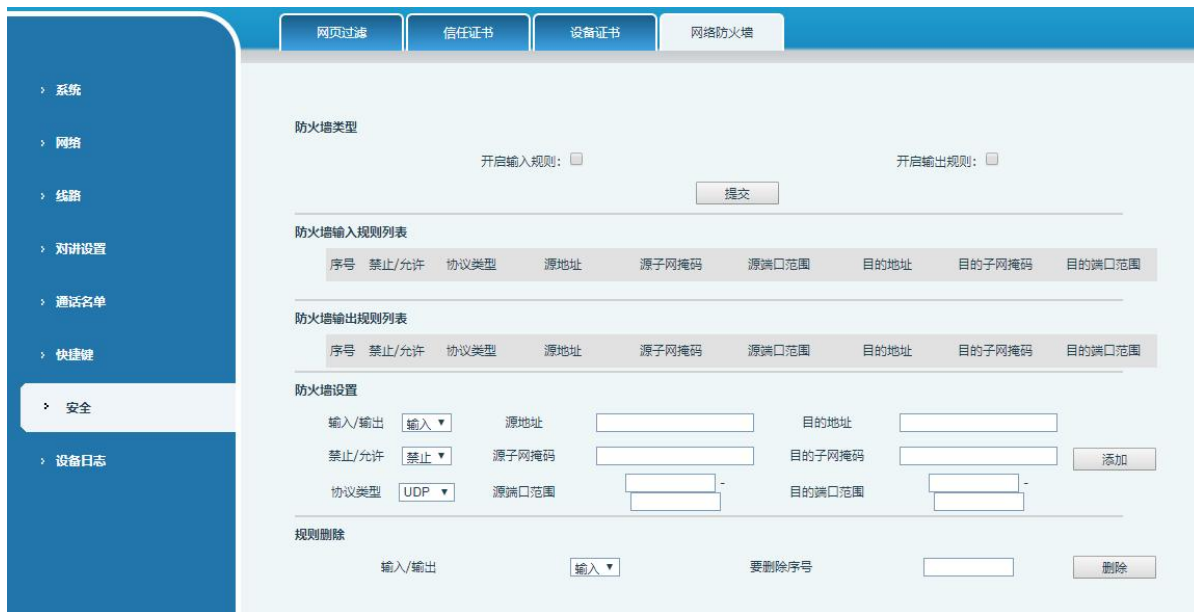 网页过滤 信任证书 设备证书 网络防火墙
系统
网络
线路
对讲设置
通话名单
快捷键
安全
设备日志
防火墙类型
开启输入规则: 开启输出规则:
提交
防火墙输入规则列表
序号 禁止/允许 协议类型 源地址 源子网掩码 源端口范围 目的地址 目的子网掩码 目的端口范围
防火墙输出规则列表
序号 禁止/允许 协议类型 源地址 源子网掩码 源端口范围 目的地址 目的子网掩码 目的端口范围
防火墙设置
输入/输出 输入 源地址 目的地址
禁止/允许 禁止 源子网掩码 目的子网掩码 添加
协议类型 UDP 源端口范围 - 目的端口范围 -
规则删除
输入/输出 输入 要删除序号 删除